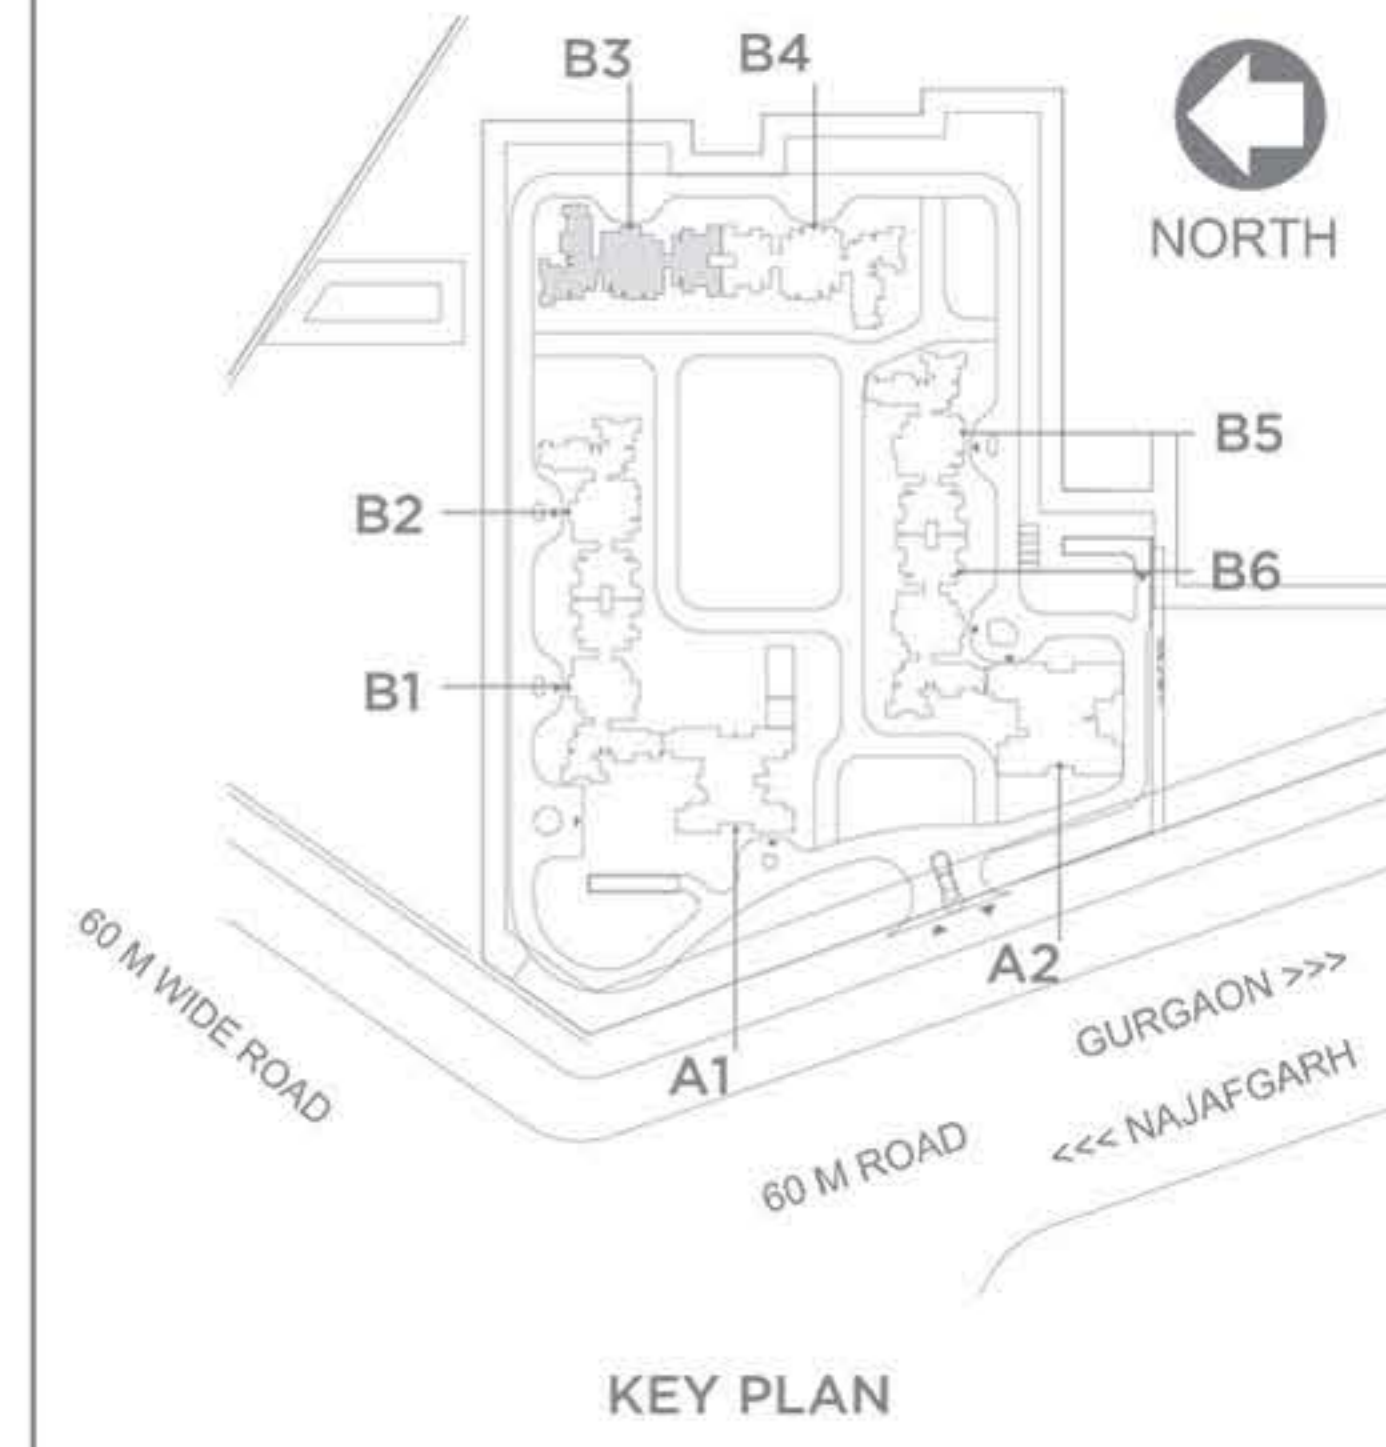 B3
B4
NORTH
B5
B2
B6
B1
A2
60 M WIDE ROAD
GURGAON >>>
A1
<<< NAJAFGARH
60 M ROAD
KEY PLAN